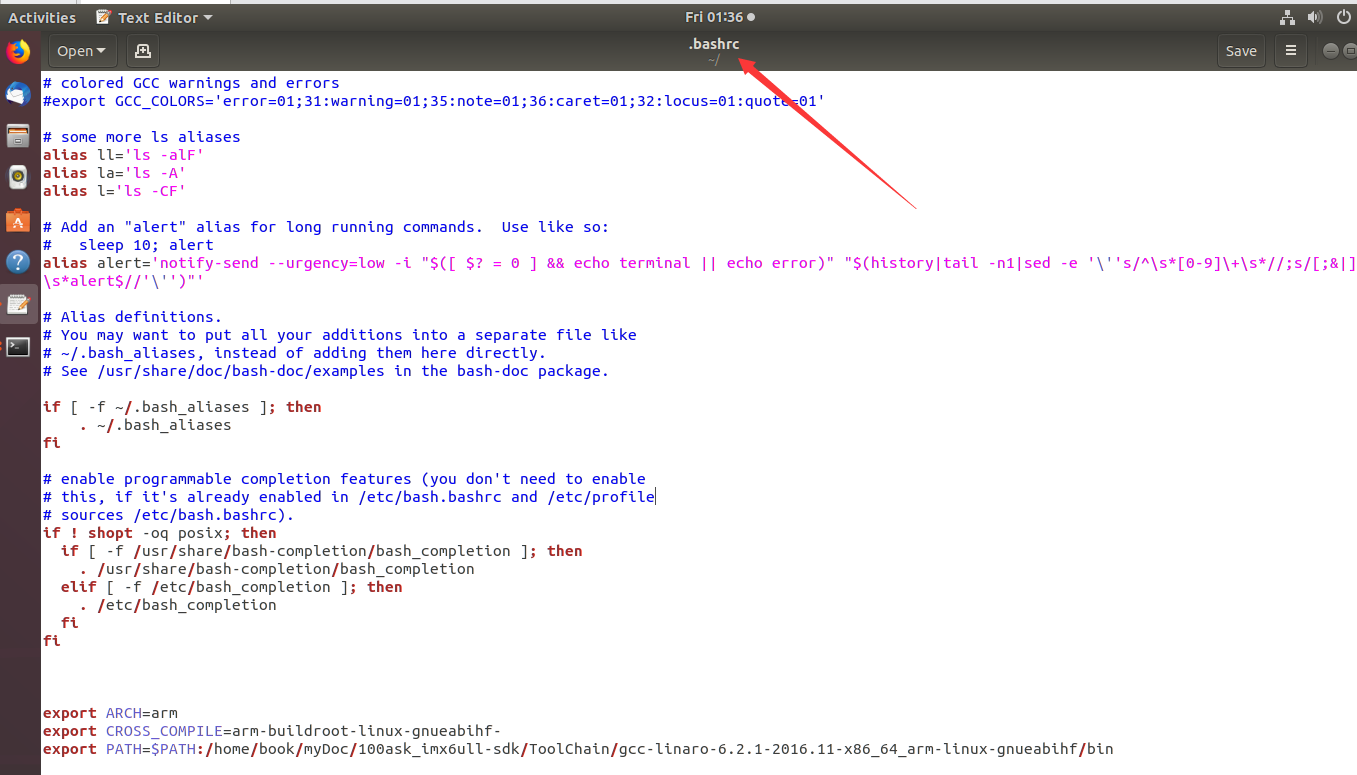 Activities Text Editor Fri 01:36
Open .bashrc Save
~/
# colored GCC warnings and errors
#export GCC_COLORS='error=01;31:warning=01;35:note=01;36:caret=01;32:locus=01:quote=01'
# some more ls aliases
alias ll='ls -alF'
alias la='ls -A'
alias l='ls -CF'
# Add an "alert" alias for long running commands.  Use like so:
#   sleep 10; alert
alias alert='notify-send --urgency=low -i "$([ $? = 0 ] && echo terminal || echo error)" "$(history|tail -n1|sed -e '\''s/^\s*[0-9]\+\s*//;s/[;&|]
\s*alert$//'\'')"'
# Alias definitions.
# You may want to put all your additions into a separate file like
# ~/.bash_aliases, instead of adding them here directly.
# See /usr/share/doc/bash-doc/examples in the bash-doc package.
if [ -f ~/.bash_aliases ]; then
    . ~/.bash_aliases
fi
# enable programmable completion features (you don't need to enable
# this, if it's already enabled in /etc/bash.bashrc and /etc/profile
# sources /etc/bash.bashrc).
if ! shopt -oq posix; then
  if [ -f /usr/share/bash-completion/bash_completion ]; then
    . /usr/share/bash-completion/bash_completion
  elif [ -f /etc/bash_completion ]; then
    . /etc/bash_completion
  fi
fi
export ARCH=arm
export CROSS_COMPILE=arm-buildroot-linux-gnueabihf-
export PATH=$PATH:/home/book/myDoc/100ask_imx6ull-sdk/ToolChain/gcc-linaro-6.2.1-2016.11-x86_64_arm-linux-gnueabihf/bin